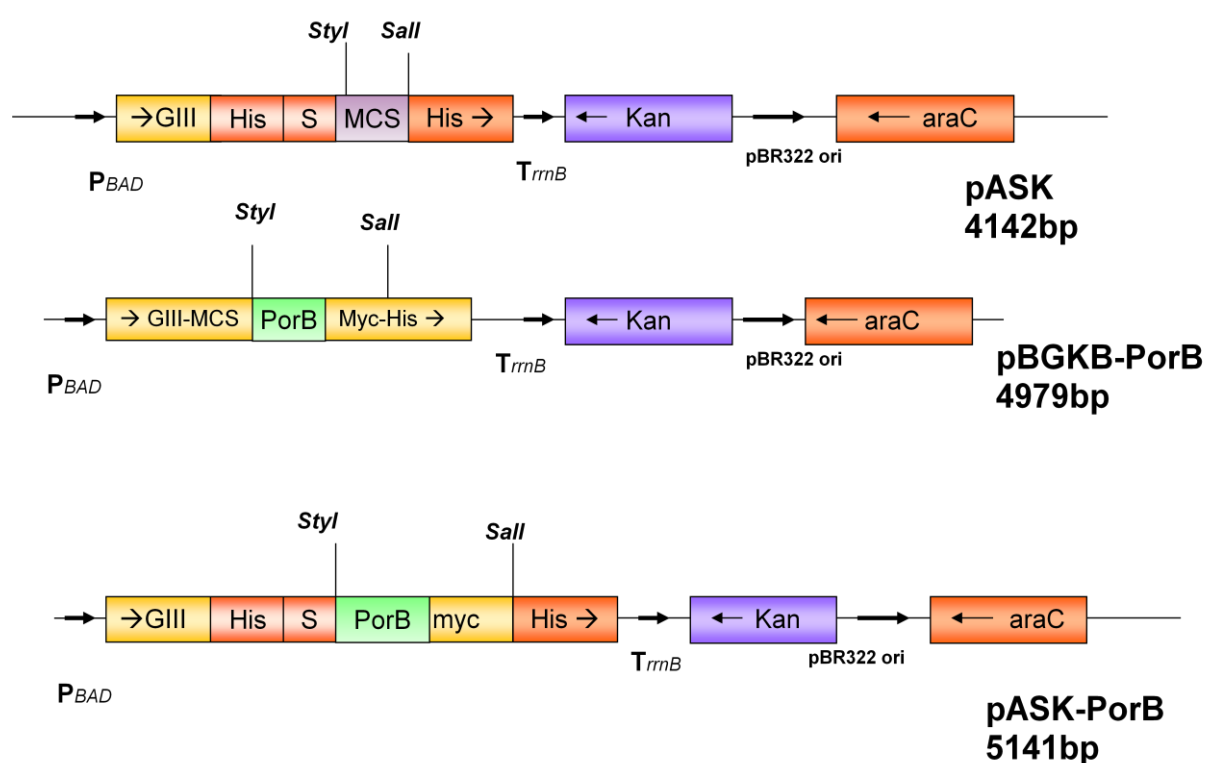 StyI SalI
→GIII His S MCS His → ← Kan ← araC
pBR322 ori
PBAD TrrnB
pASK
4142bp
StyI SalI
→ GIII-MCS PorB Myc-His → ← Kan ← araC
pBR322 ori
PBAD TrrnB
pBGKB-PorB
4979bp
StyI SalI
→GIII His S PorB myc His → ← Kan ← araC
pBR322 ori
PBAD TrrnB
pASK-PorB
5141bp